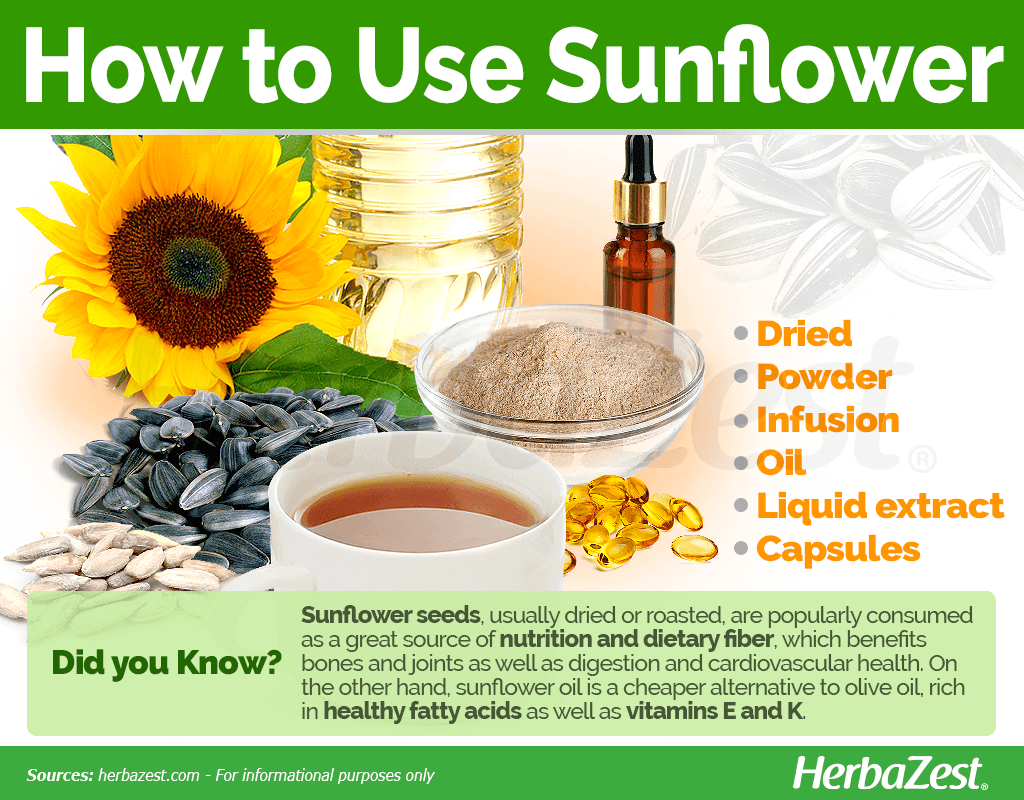 How to Use Sunflower
HerbaZest®
• Dried
• Powder
• Infusion
• Oil
• Liquid extract
• Capsules
Did you Know?
Sunflower seeds, usually dried or roasted, are popularly consumed
as a great source of nutrition and dietary fiber, which benefits
bones and joints as well as digestion and cardiovascular health. On
the other hand, sunflower oil is a cheaper alternative to olive oil, rich
in healthy fatty acids as well as vitamins E and K.
Sources: herbazest.com - For informational purposes only
HerbaZest®